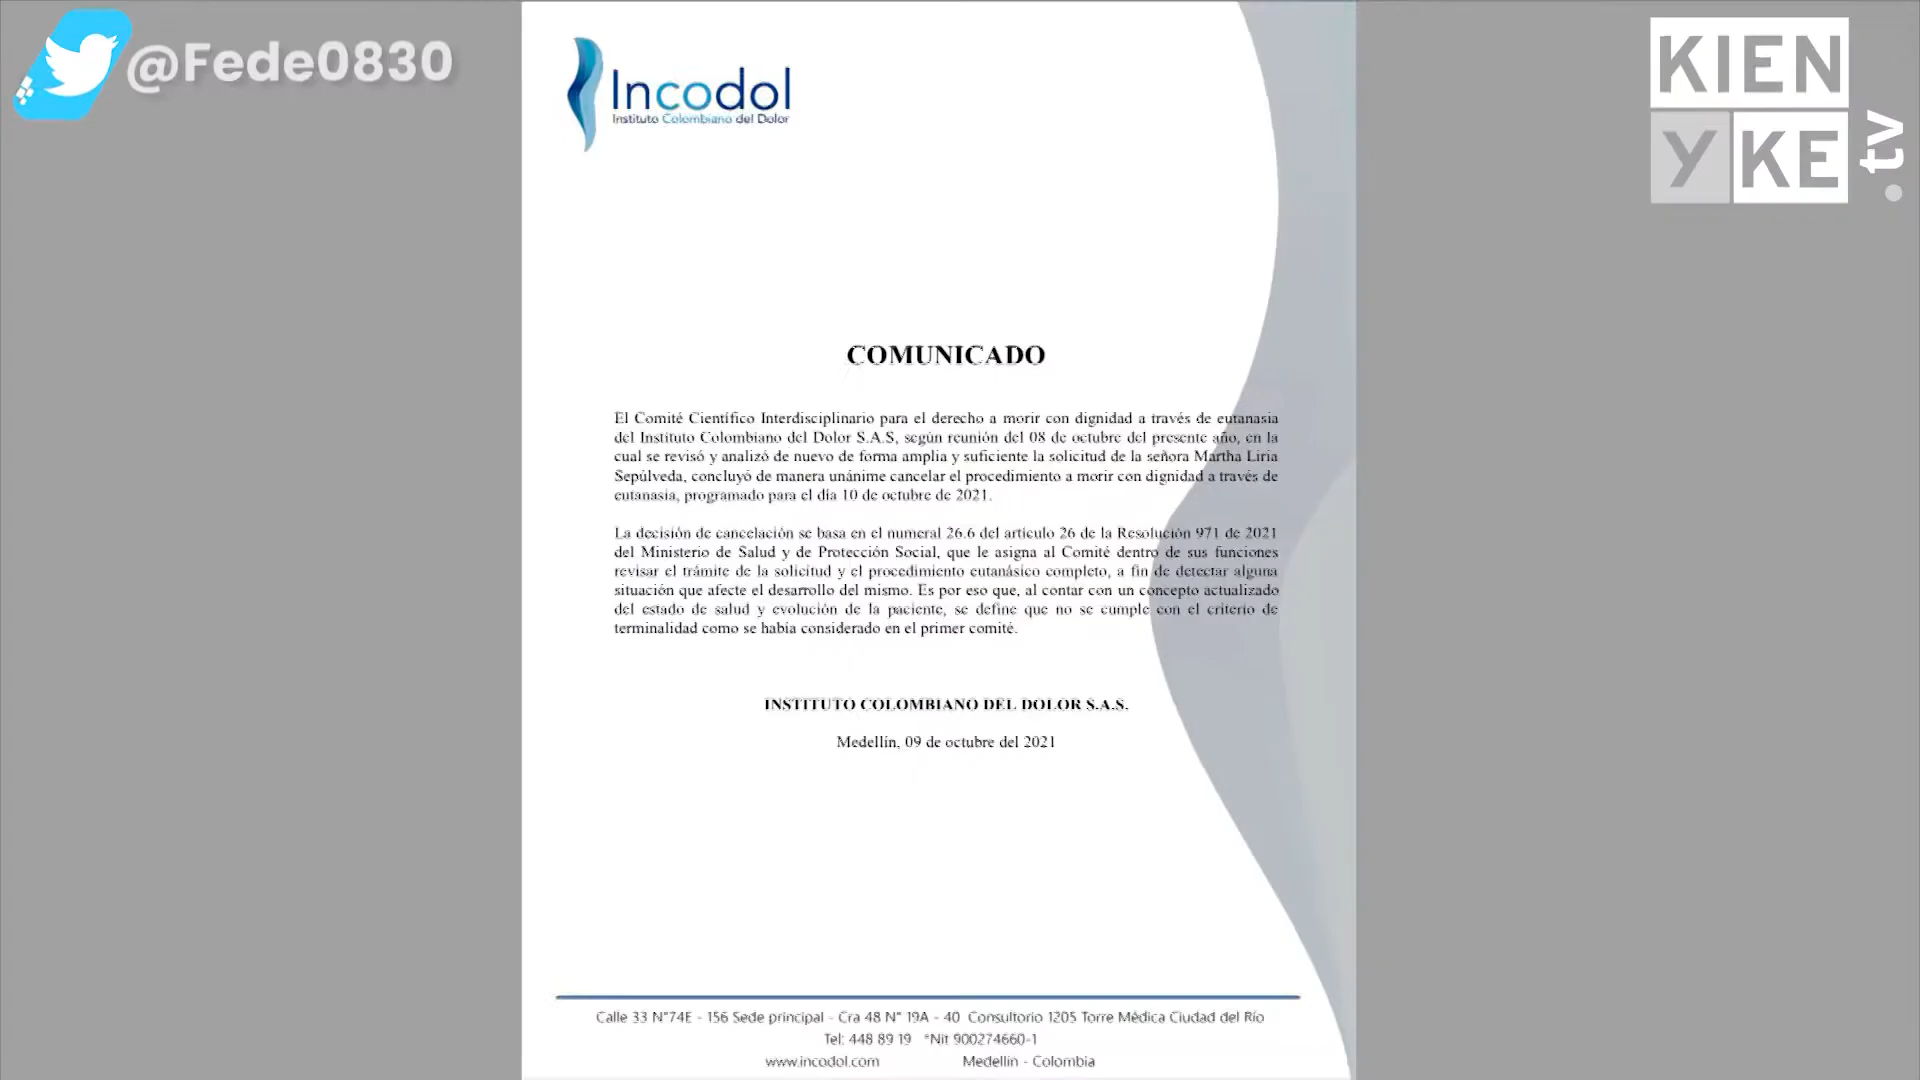 @Fede0830
KIEN
Y KE
.tv
Incodol
Instituto Colombiano del Dolor
COMUNICADO
El Comité Científico Interdisciplinario para el derecho a morir con dignidad a través de eutanasia
del Instituto Colombiano del Dolor S.A.S, según reunión del 08 de octubre del presente año, en la
cual se revisó y analizó de nuevo de forma amplia y suficiente la solicitud de la señora Martha Liria
Sepúlveda, concluyó de manera unánime cancelar el procedimiento a morir con dignidad a través de
eutanasia, programado para el día 10 de octubre de 2021.
La decisión de cancelación se basa en el numeral 26.6 del artículo 26 de la Resolución 971 de 2021
del Ministerio de Salud y de Protección Social, que le asigna al Comité dentro de sus funciones
revisar el trámite de la solicitud y el procedimiento eutanásico completo, a fin de detectar alguna
situación que afecte el desarrollo del mismo. Es por eso que, al contar con un concepto actualizado
del estado de salud y evolución de la paciente, se define que no se cumple con el criterio de
terminalidad como se había considerado en el primer comité.
INSTITUTO COLOMBIANO DEL DOLOR S.A.S.
Medellín, 09 de octubre del 2021
Calle 33 N°74E - 156 Sede principal - Cra 48 N° 19A - 40 Consultorio 1205 Torre Médica Ciudad del Río
Tel: 448 89 19 *Nit 900274660-1
www.incodol.com Medellín - Colombia